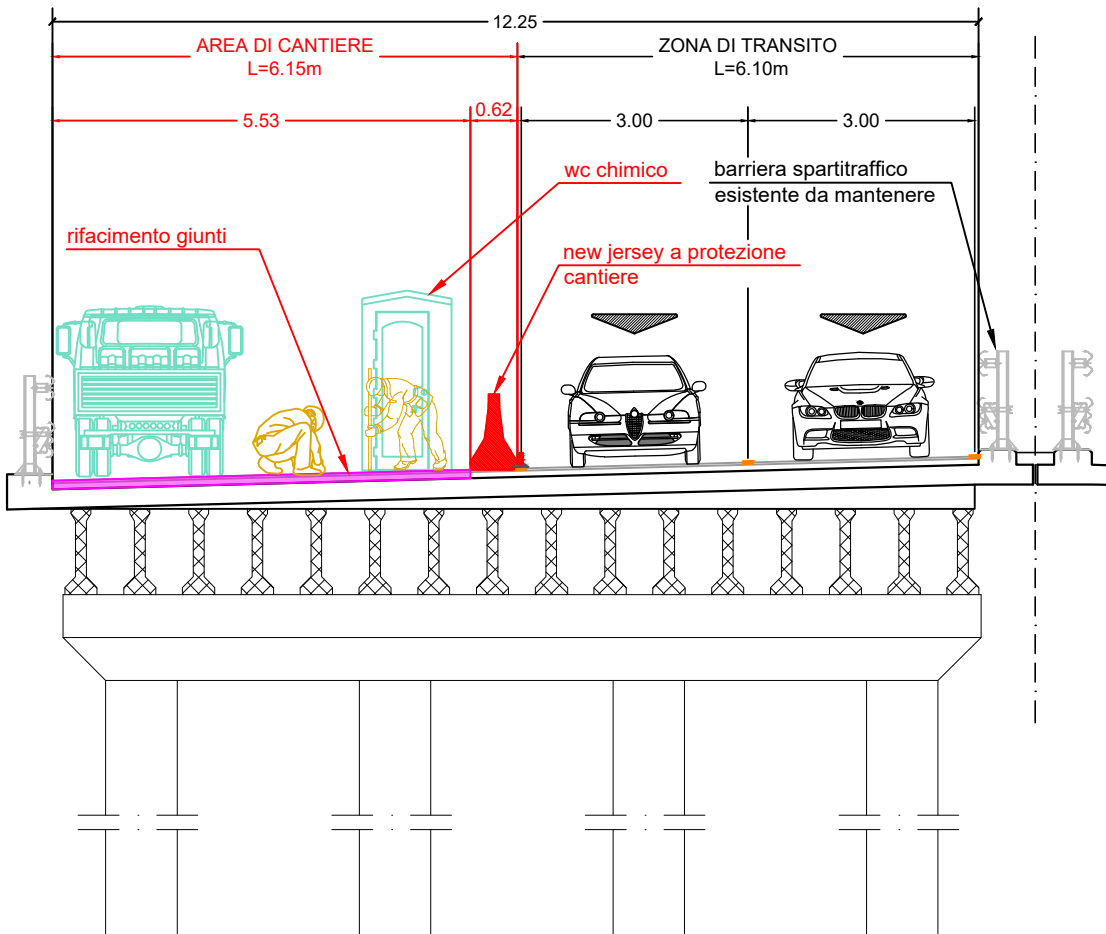 12.25
AREA DI CANTIERE
L=6.15m
ZONA DI TRANSITO
L=6.10m
5.53
0.62
3.00
3.00
wc chimico
barriera spartitraffico
esistente da mantenere
rifacimento giunti
new jersey a protezione
cantiere